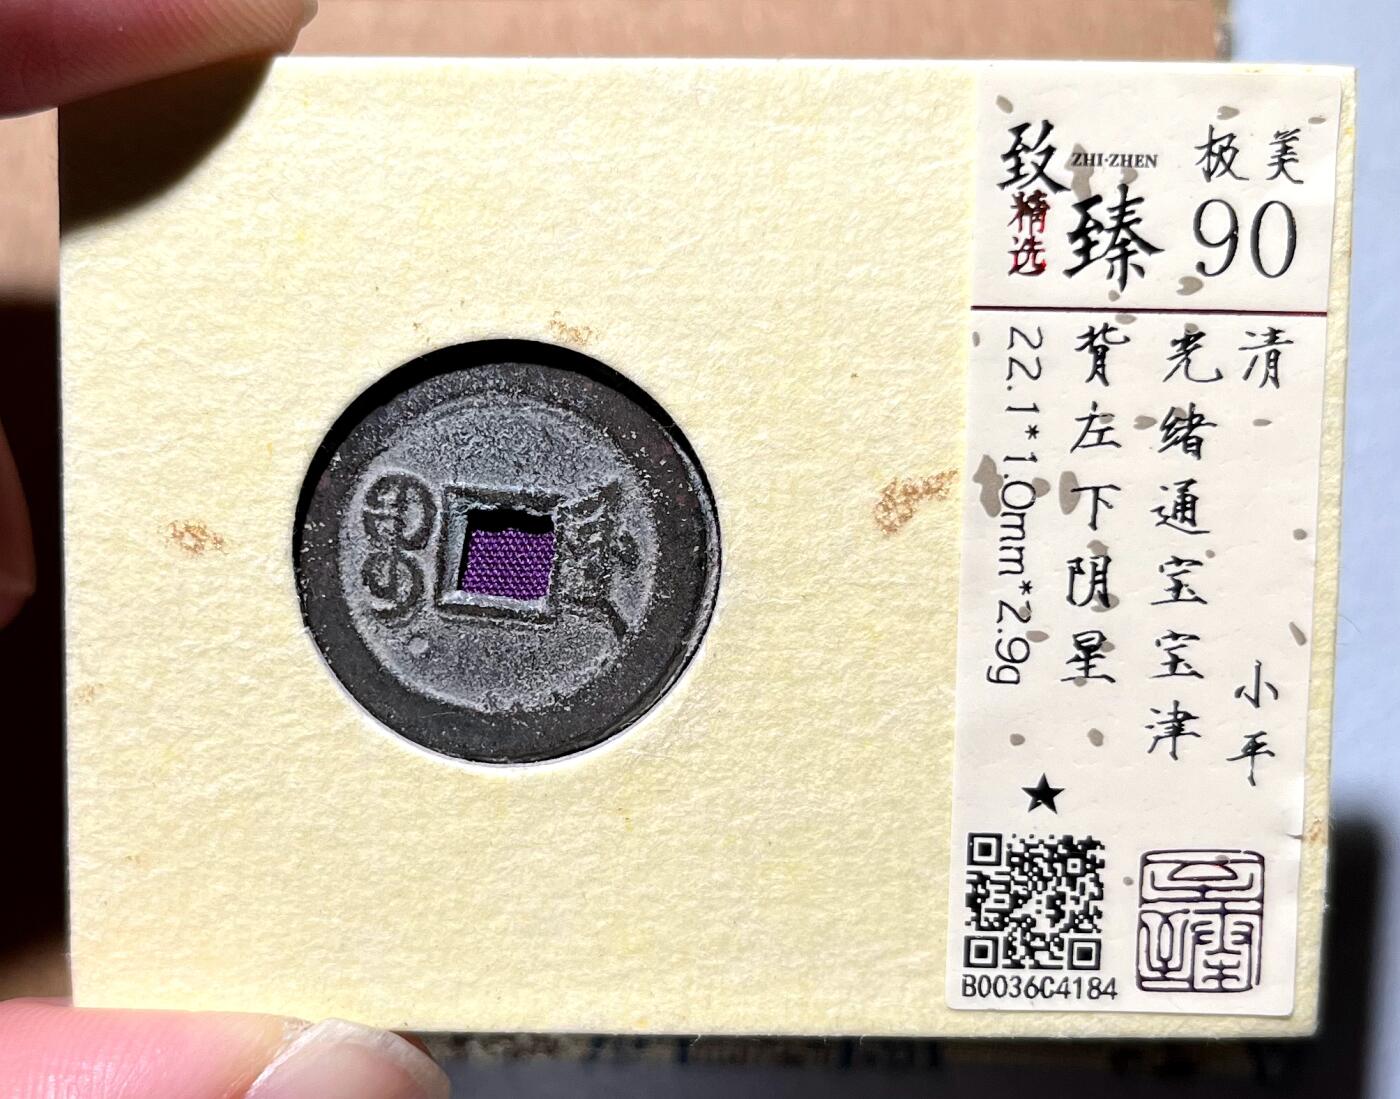 致臻
ZHI·ZHEN
精选
极美
90
清 小平
光绪通宝宝津
背左下阴星
22.1*1.0mm*2.9g
B0036C4184